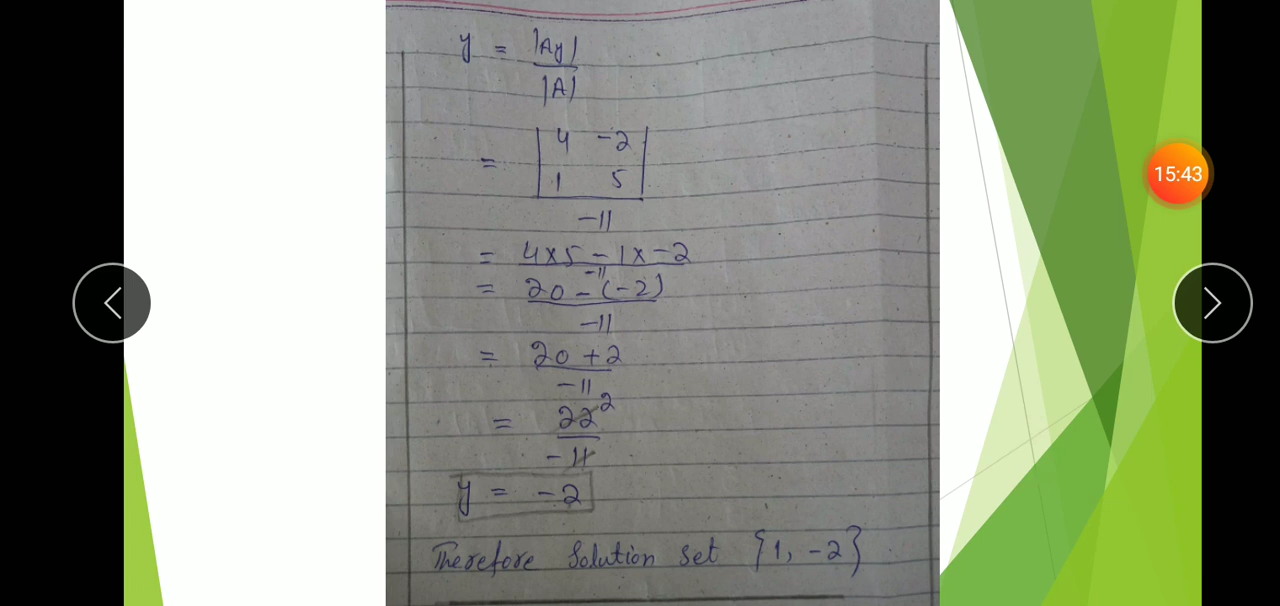 y = |Ay|
|A|
= | 4 -2 |
| 1 5 |
-11
= 4x5 - 1x-2
-11
= 20 - (-2)
-11
= 20 + 2
-11
= 22 2
-11
y = -2
Therefore Solution set {1, -2}
15:43